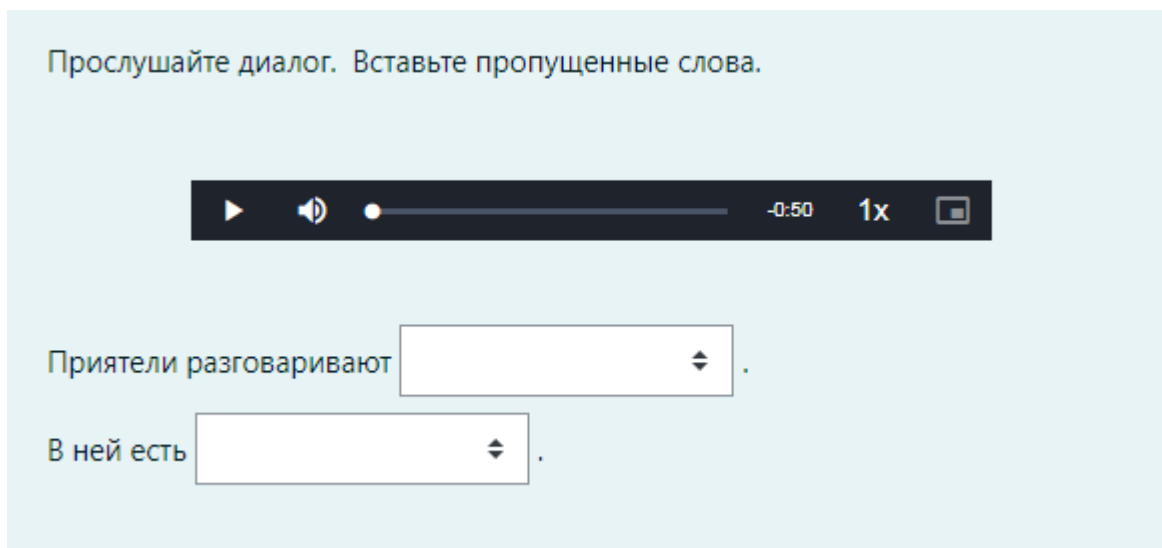 Прослушайте диалог. Вставьте пропущенные слова.
-0:50 1x
Приятели разговаривают .
В ней есть .